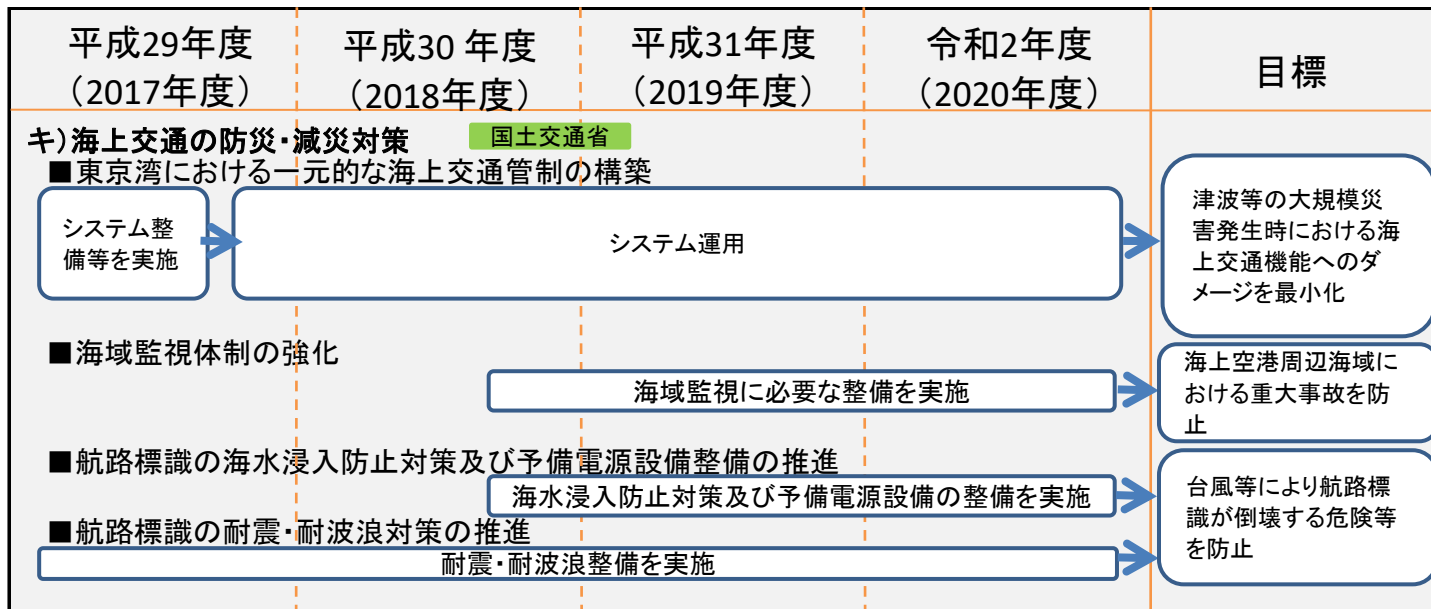 平成29年度
（2017年度）
平成30 年度
（2018年度）
平成31年度
（2019年度）
令和2年度
（2020年度）
目標
キ）海上交通の防災・減災対策
国土交通省
■東京湾における一元的な海上交通管制の構築
システム整
備等を実施
システム運用
津波等の大規模災
害発生時における海
上交通機能へのダ
メージを最小化
■海域監視体制の強化
海域監視に必要な整備を実施
海上空港周辺海域に
おける重大事故を防
止
■航路標識の海水浸入防止対策及び予備電源設備整備の推進
海水浸入防止対策及び予備電源設備の整備を実施
■航路標識の耐震・耐波浪対策の推進
耐震・耐波浪整備を実施
台風等により航路標
識が倒壊する危険等
を防止